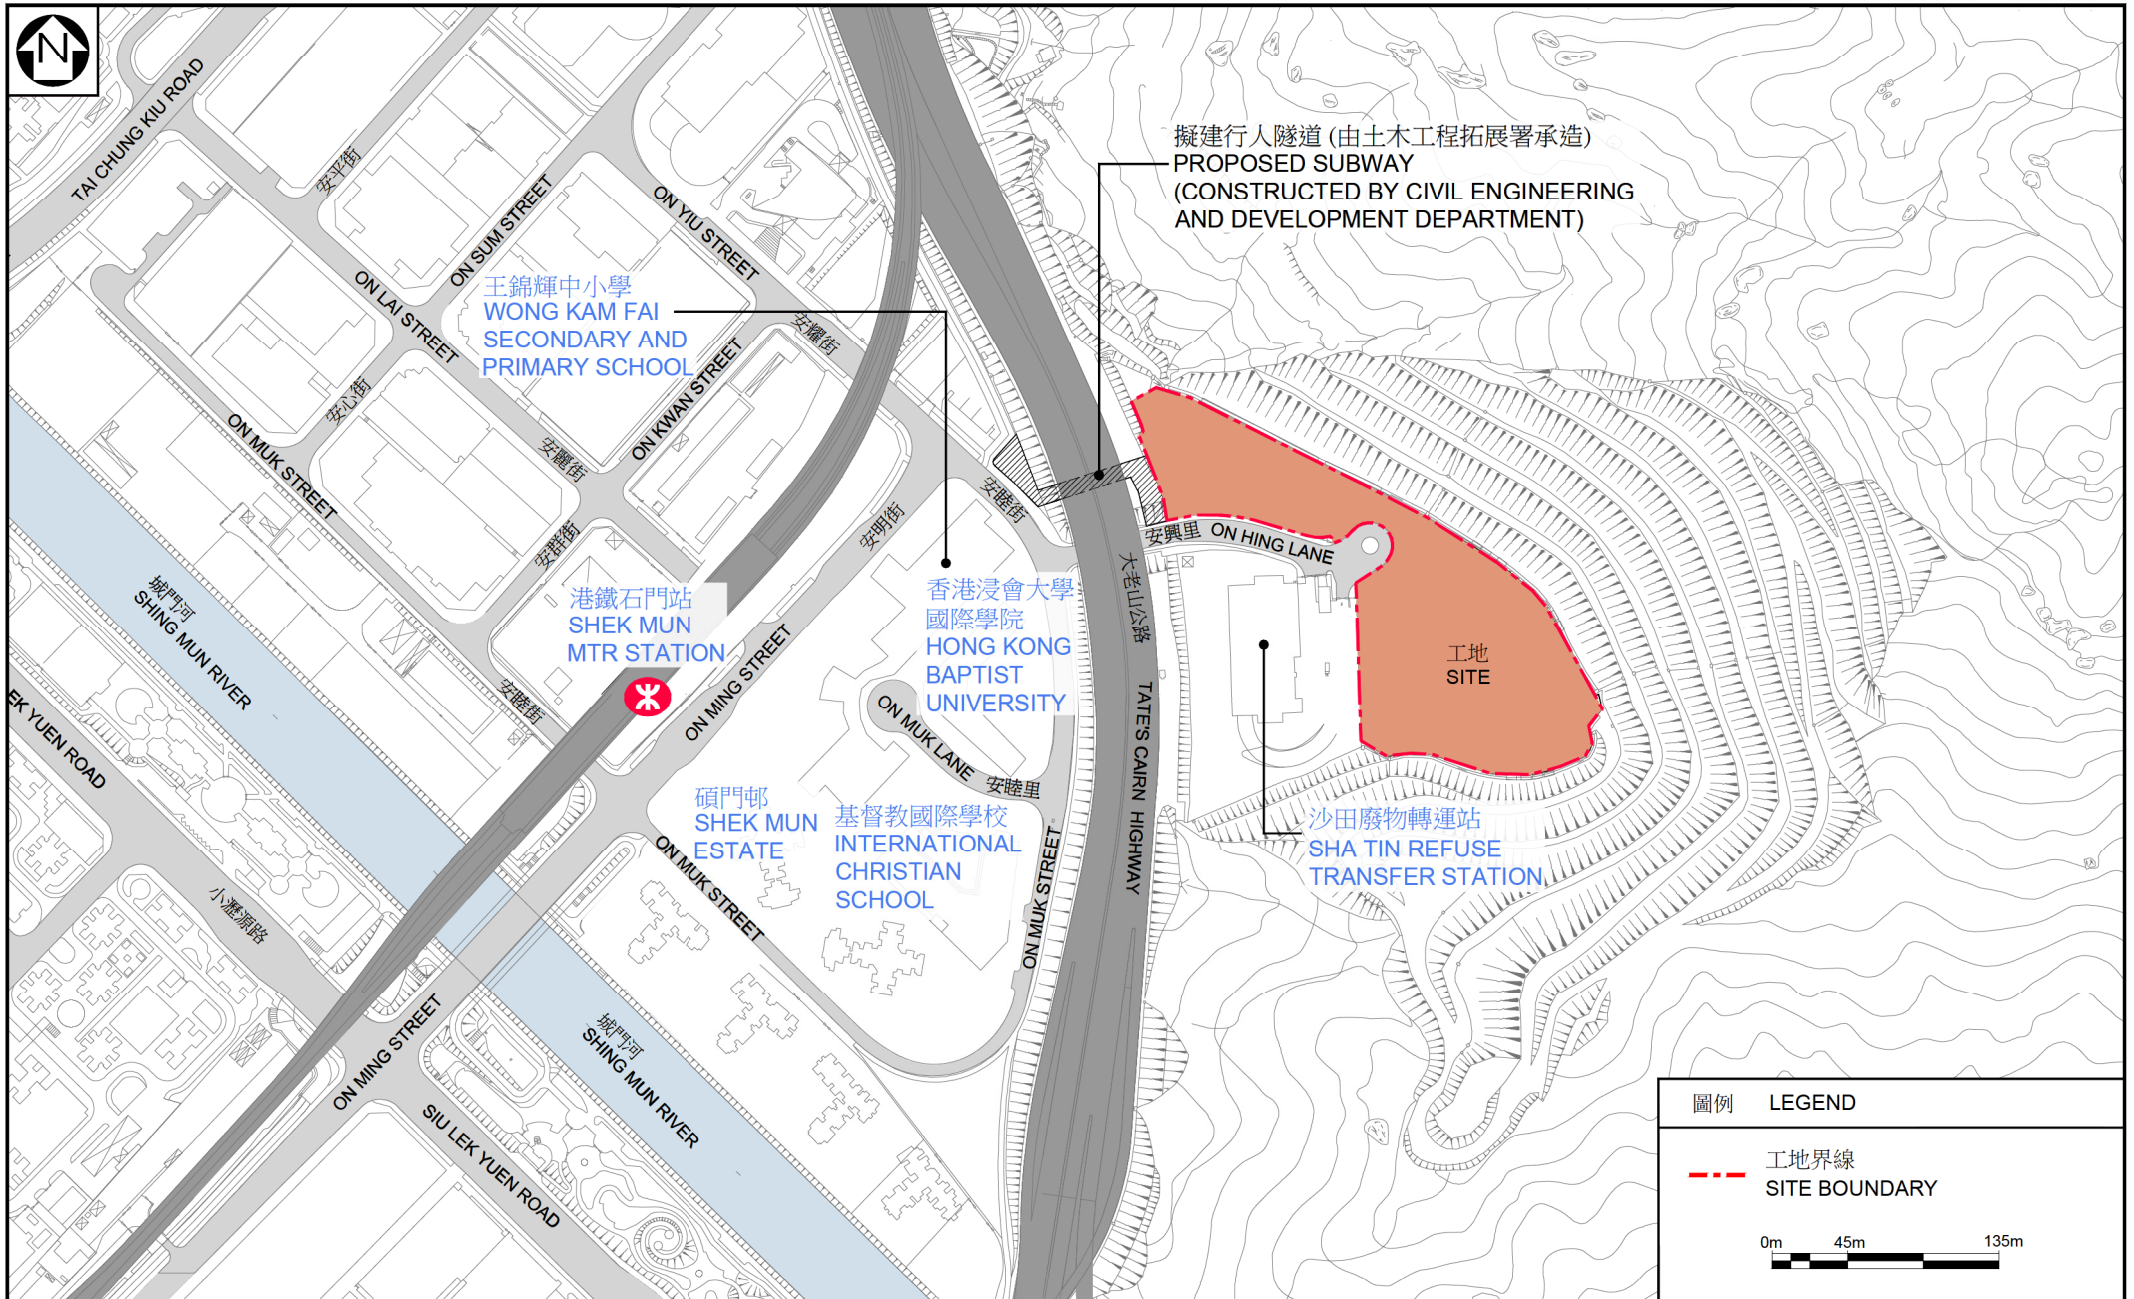 N
TAI CHUNG KIU ROAD
安平街
ON SUM STREET
ON YIU STREET
擬建行人隧道 (由土木工程拓展署承造)
PROPOSED SUBWAY
(CONSTRUCTED BY CIVIL ENGINEERING
AND DEVELOPMENT DEPARTMENT)
王錦輝中小學
WONG KAM FAI
SECONDARY AND
PRIMARY SCHOOL
ON LAI STREET
安耀街
安心街
ON KWAN STREET
ON MUK STREET
安麗街
安睦街
安明街
安群街
安興里 ON HING LANE
大老山公路
城門河
SHING MUN RIVER
港鐵石門站
SHEK MUN
MTR STATION
香港浸會大學
國際學院
HONG KONG
BAPTIST
UNIVERSITY
工地
SITE
安睦街
ON MING STREET
ON MUK LANE
安睦里
TATE'S CAIRN HIGHWAY
EK YUEN ROAD
碩門邨
SHEK MUN
ESTATE
基督教國際學校
INTERNATIONAL
CHRISTIAN
SCHOOL
沙田廢物轉運站
SHA TIN REFUSE
TRANSFER STATION
ON MUK STREET
ON MUK STREET
小瀝源路
ON MING STREET
城門河
SHING MUN RIVER
SIU LEK YUEN ROAD
圖例 LEGEND
工地界線
SITE BOUNDARY
0m 45m 135m